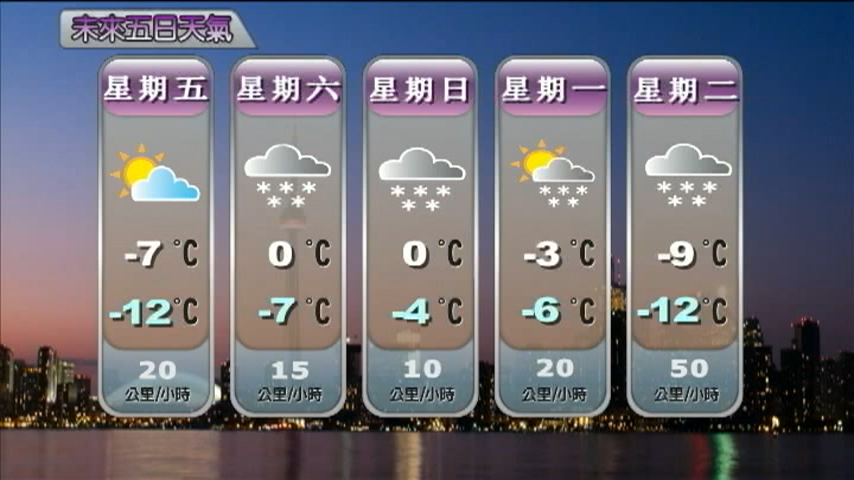 未來五日天氣
星期五 星期六 星期日 星期一 星期二
-7 °C 0 °C 0 °C -3 °C -9 °C
-12 °C -7 °C -4 °C -6 °C -12 °C
20 15 10 20 50
公里/小時 公里/小時 公里/小時 公里/小時 公里/小時